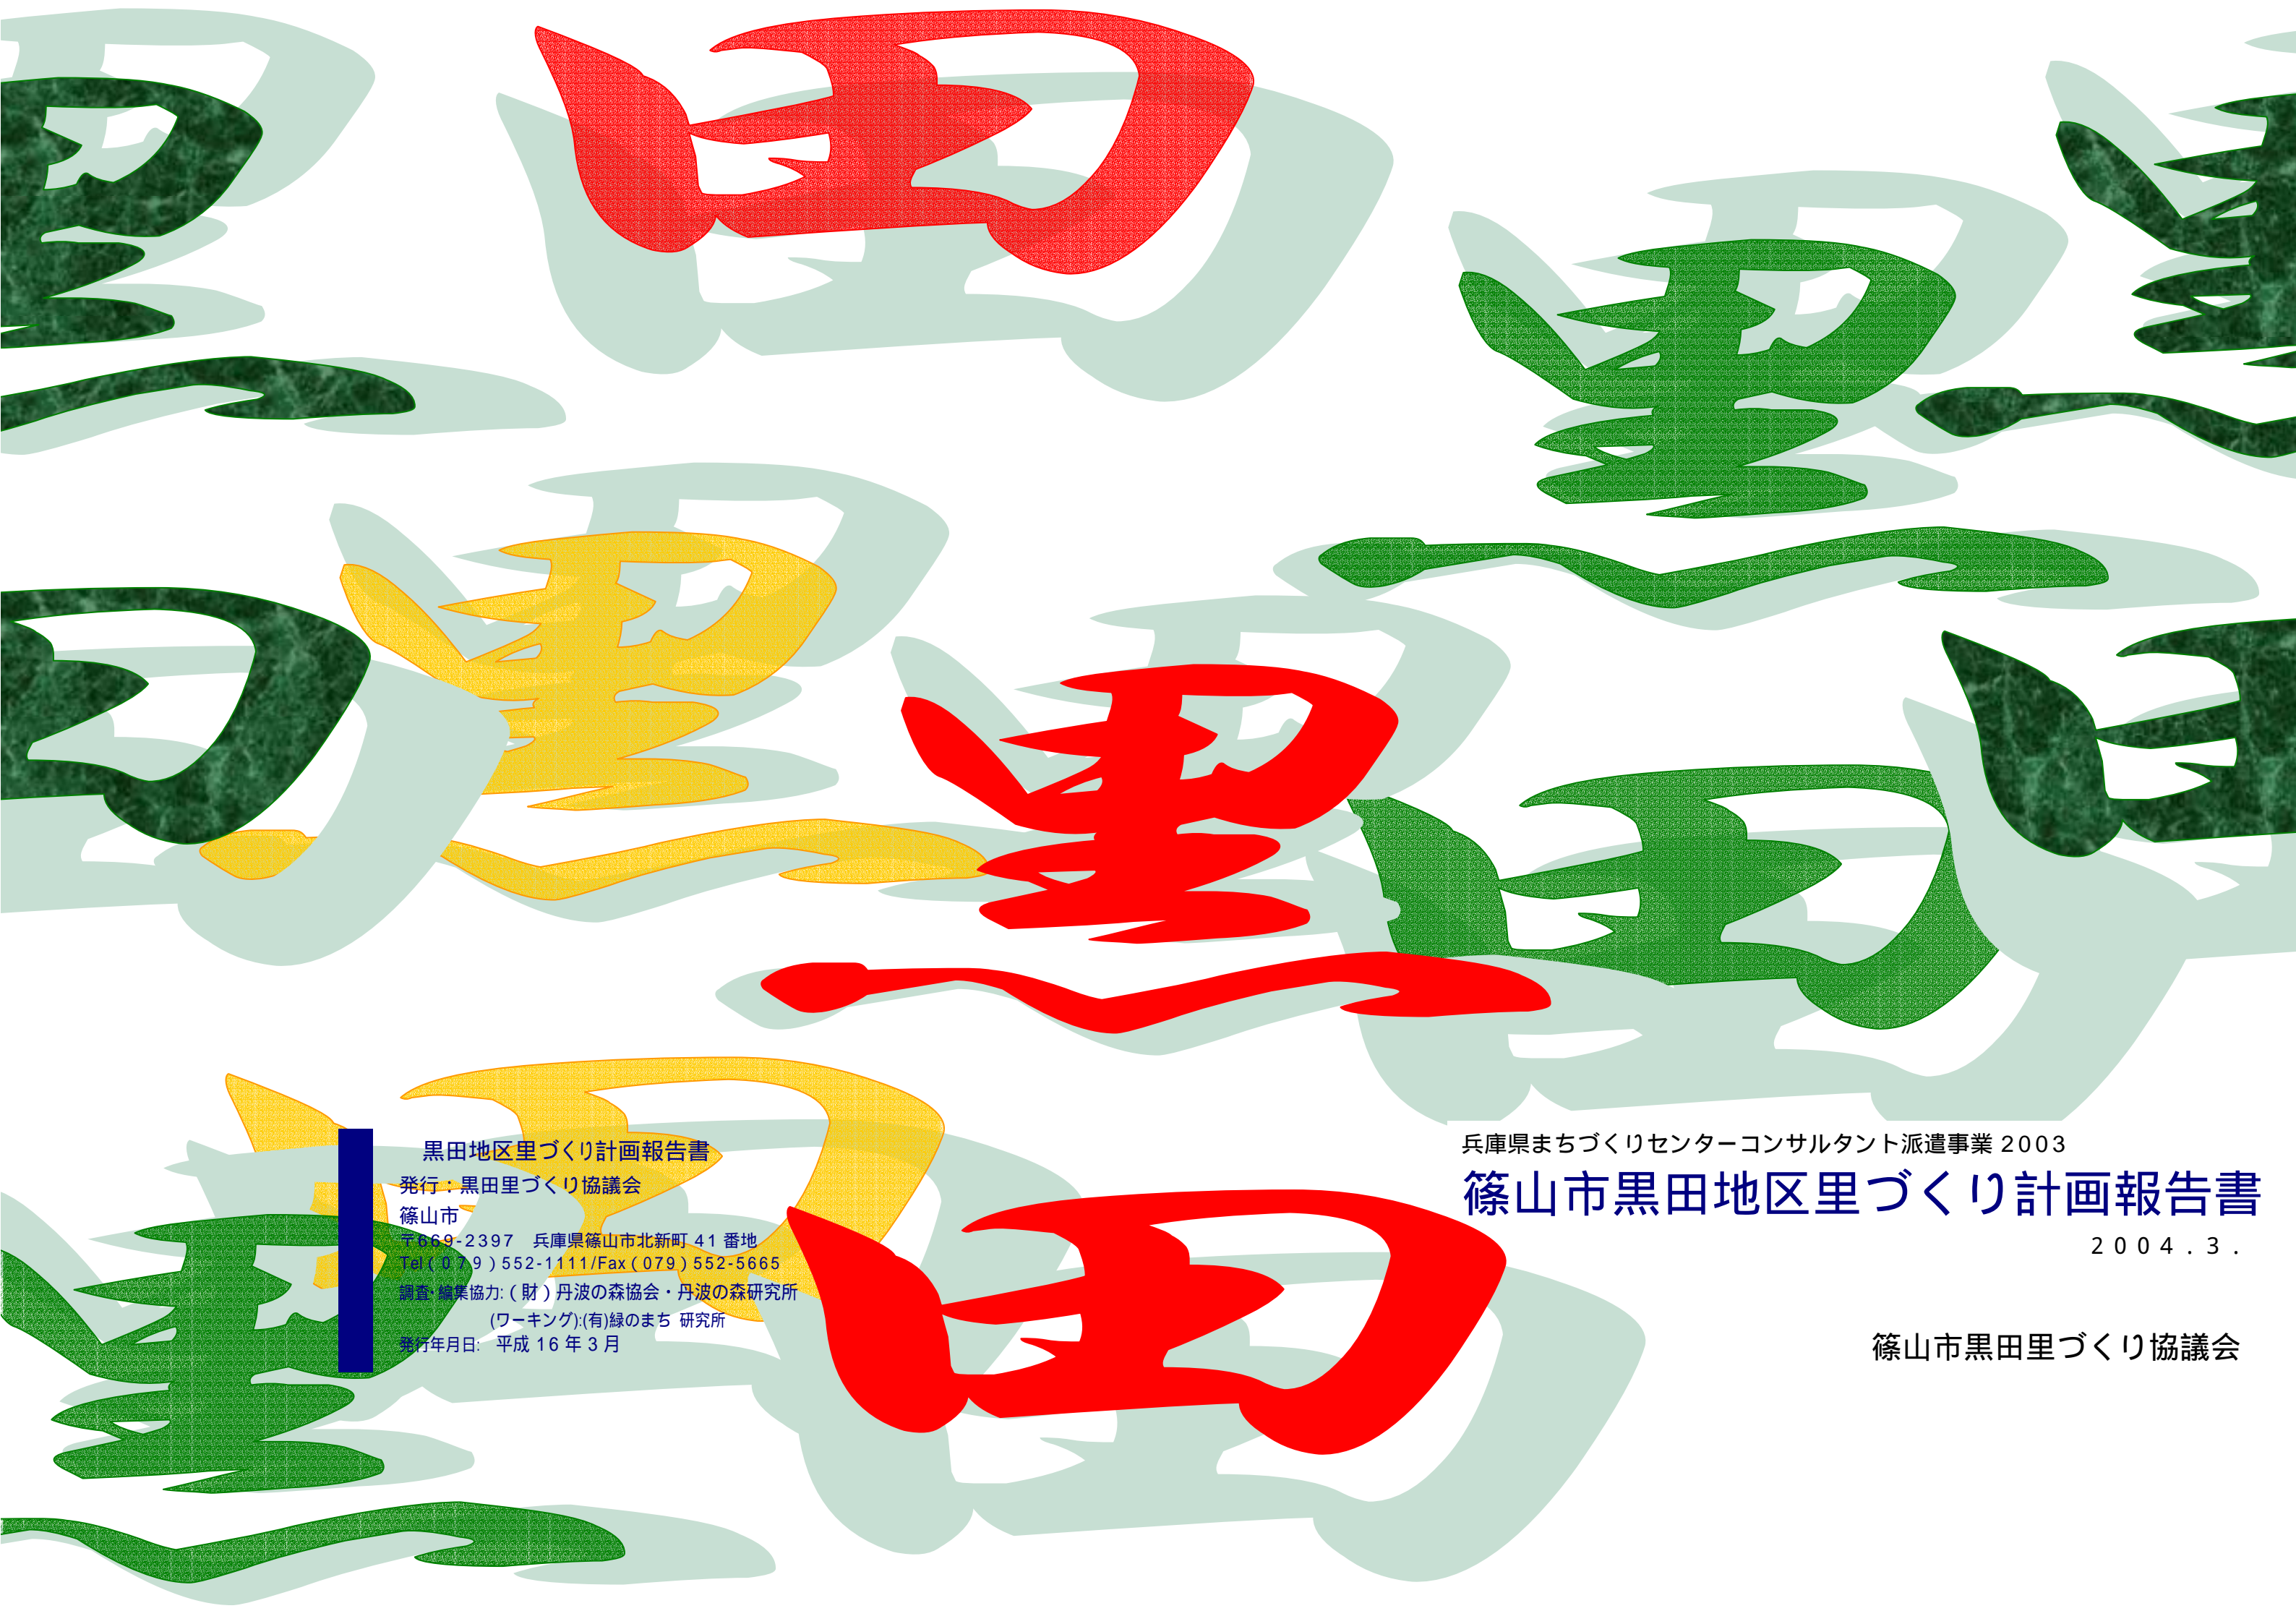 黒
田
黒
黒
黒
田
黒
田
田
田
黒
田
黒田地区里づくり計画報告書
発行：黒田里づくり協議会
篠山市
〒669-2397　兵庫県篠山市北新町 41 番地
Tel(079)552-1111/Fax(079)552-5665
調査・編集協力:(財)丹波の森協会・丹波の森研究所
(ワーキング):(有)緑のまち 研究所
発行年月日:　平成 16 年 3 月
兵庫県まちづくりセンターコンサルタント派遣事業 2003
篠山市黒田地区里づくり計画報告書
2004.3.
篠山市黒田里づくり協議会